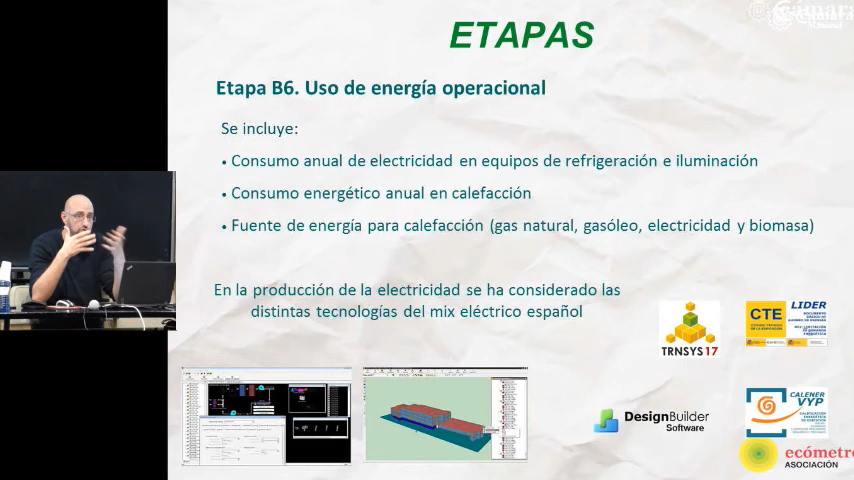 cámara
ETAPAS
Etapa B6. Uso de energía operacional
Se incluye:
• Consumo anual de electricidad en equipos de refrigeración e iluminación
• Consumo energético anual en calefacción
• Fuente de energía para calefacción (gas natural, gasóleo, electricidad y biomasa)
En la producción de la electricidad se ha considerado las
distintas tecnologías del mix eléctrico español
TRNSYS 17
CTE
LIDER
DesignBuilder
Software
CALENER
VYP
ecómetro
ASOCIACIÓN